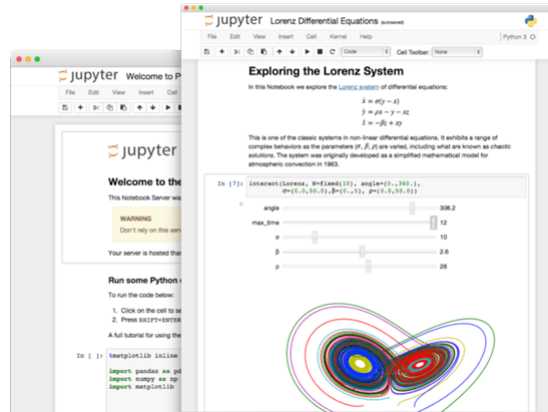 jupyter Lorenz Differential Equations (autosaved)
File Edit View Insert Cell Kernel Help Python 3
Code Cell Toolbar: None
Exploring the Lorenz System
In this Notebook we explore the Lorenz system of differential equations:
ẋ = σ(y − x)
ẏ = ρx − y − xz
ż = −βz + xy
This is one of the classic systems in non-linear differential equations. It exhibits a range of
complex behaviors as the parameters (σ, β, ρ) are varied, including what are known as chaotic
solutions. The system was originally developed as a simplified mathematical model for
atmospheric convection in 1963.
In [7]: interact(Lorenz, N=fixed(10), angle=(0.,360.),
σ=(0.0,50.0),β=(0.,5), ρ=(0.0,50.0))
angle 308.2
max_time 12
σ 10
β 2.6
ρ 28
jupyter Welcome to P
File Edit View Insert
jupyter
Welcome to the
This Notebook Server was
WARNING
Don't rely on this serv
Your server is hosted than
Run some Python
To run the code below:
1. Click on the cell to se
2. Press SHIFT+ENTER
A full tutorial for using the
In [ ]: %matplotlib inline
import pandas as pd
import numpy as np
import matplotlib